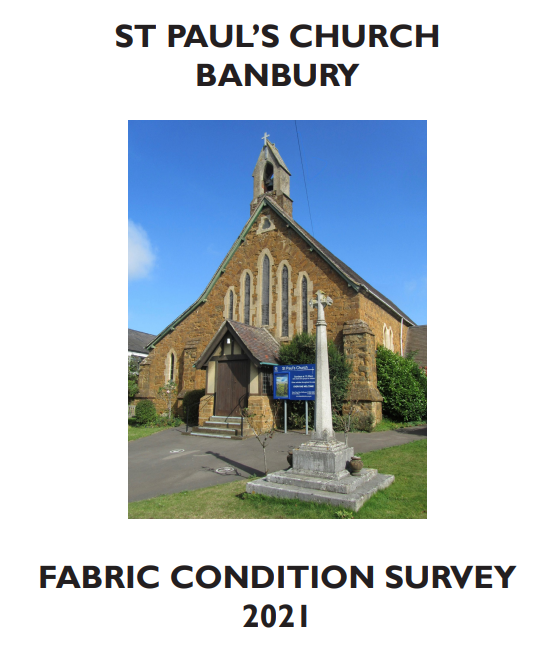 ST PAUL’S CHURCH
BANBURY
St Paul's Church
FABRIC CONDITION SURVEY
2021